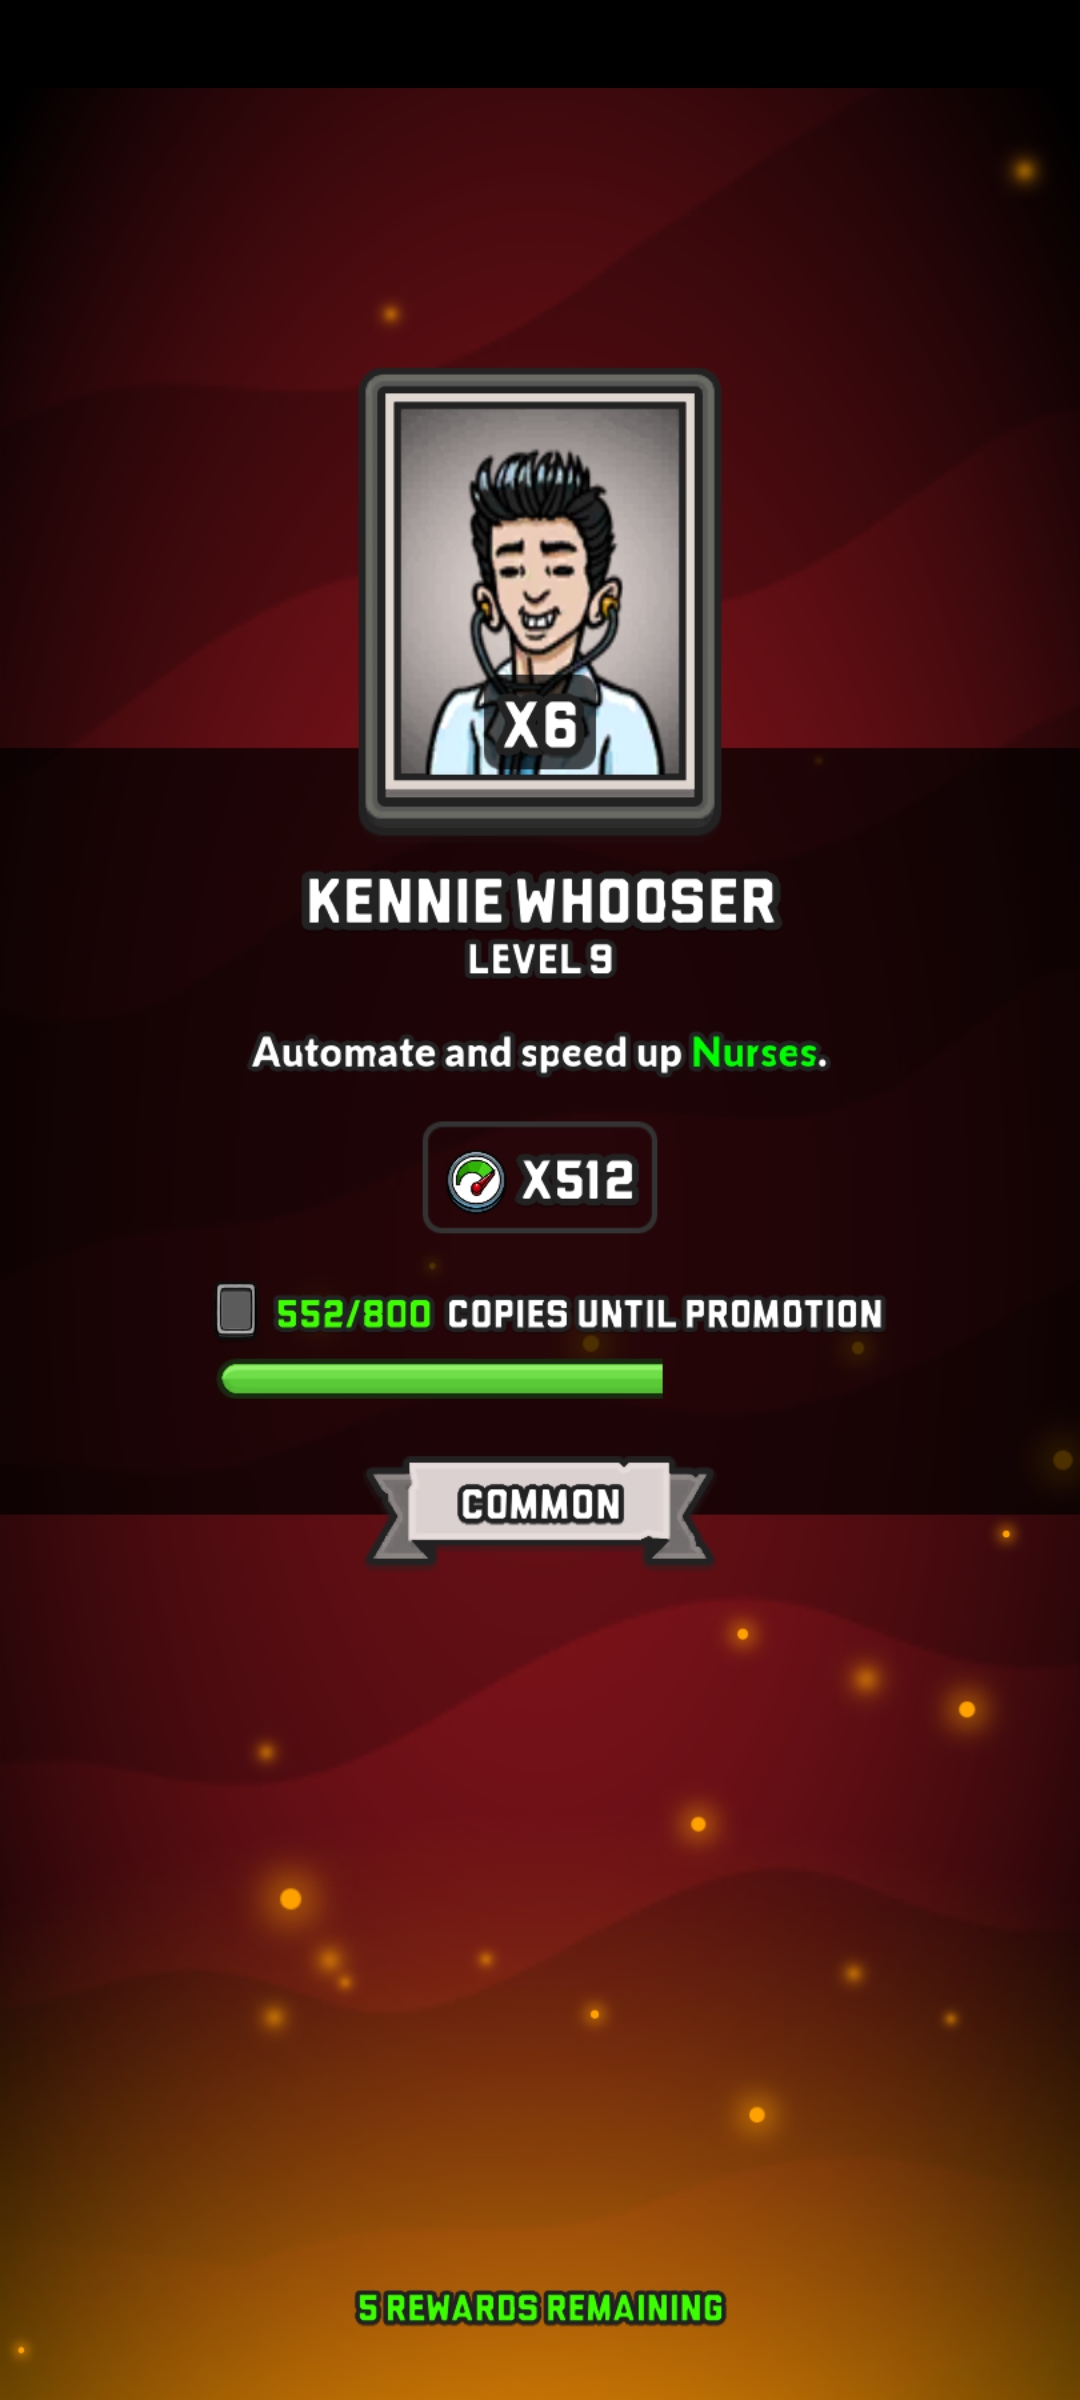 X6
KENNIE WHOOSER
LEVEL 9
Automate and speed up Nurses.
X512
552/800 COPIES UNTIL PROMOTION
COMMON
5 REWARDS REMAINING